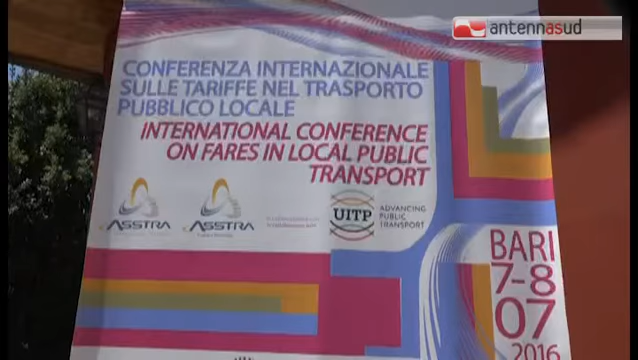 antennasud
CONFERENZA INTERNAZIONALE
SULLE TARIFFE NEL TRASPORTO
PUBBLICO LOCALE
INTERNATIONAL CONFERENCE
ON FARES IN LOCAL PUBLIC
TRANSPORT
ASSTRA
ASSTRA
UITP
ADVANCING
PUBLIC
TRANSPORT
BARI
7-8
07
2016